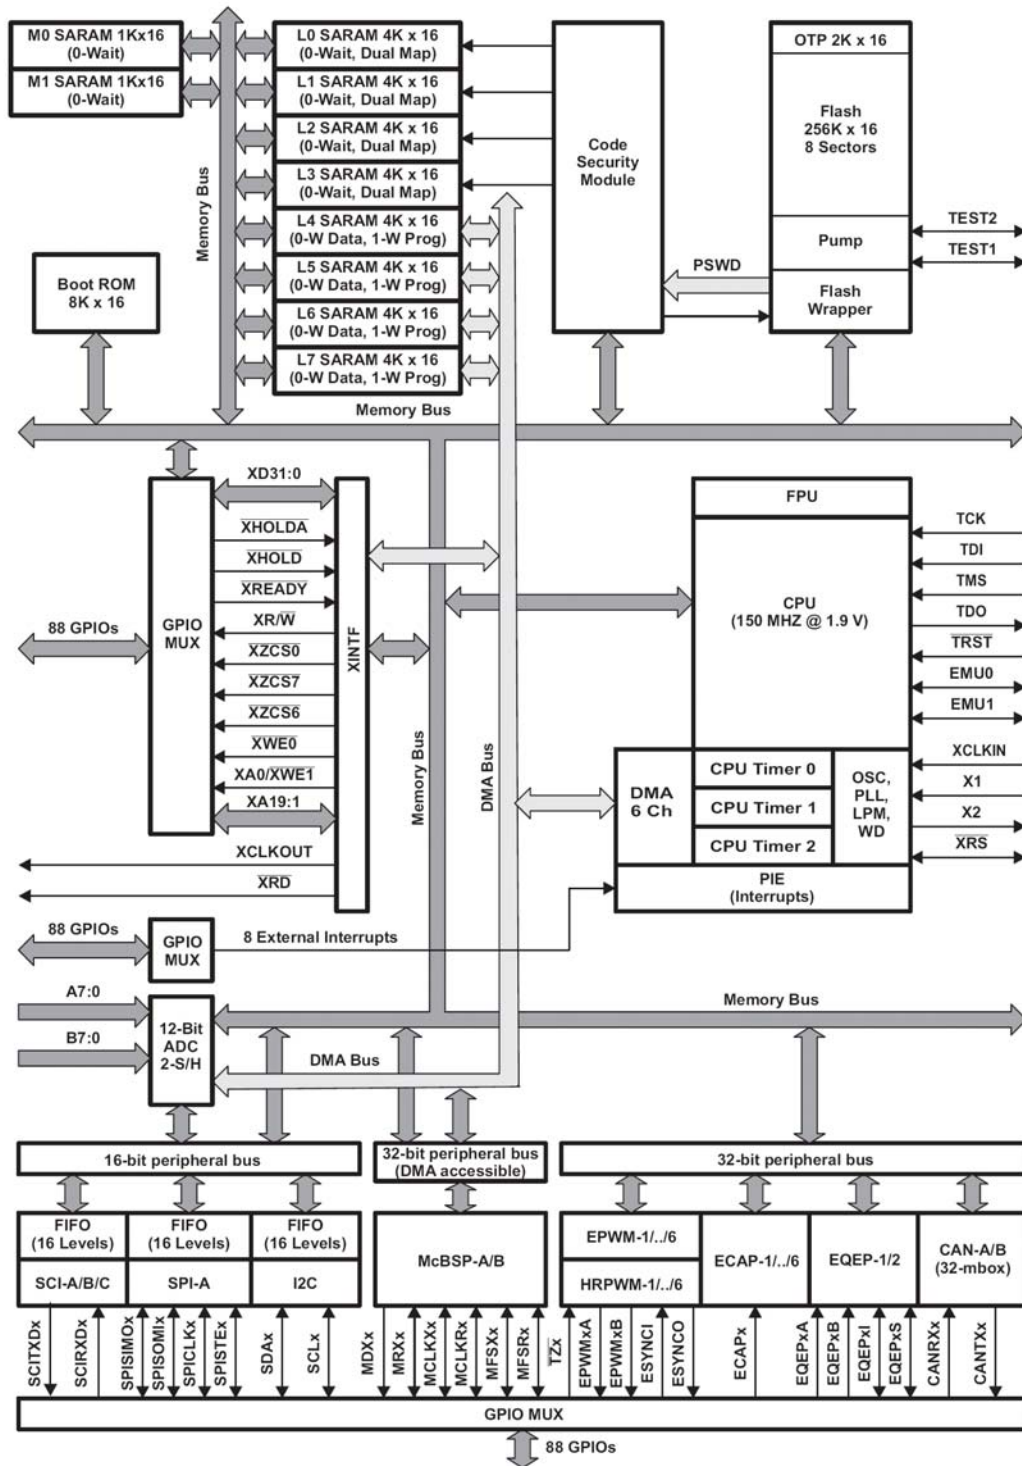 M0 SARAM 1Kx16
(0-Wait)
M1 SARAM 1Kx16
(0-Wait)
L0 SARAM 4K x 16
(0-Wait, Dual Map)
L1 SARAM 4K x 16
(0-Wait, Dual Map)
L2 SARAM 4K x 16
(0-Wait, Dual Map)
L3 SARAM 4K x 16
(0-Wait, Dual Map)
L4 SARAM 4K x 16
(0-W Data, 1-W Prog)
L5 SARAM 4K x 16
(0-W Data, 1-W Prog)
L6 SARAM 4K x 16
(0-W Data, 1-W Prog)
L7 SARAM 4K x 16
(0-W Data, 1-W Prog)
Memory Bus
Boot ROM
8K x 16
Code
Security
Module
OTP 2K x 16
Flash
256K x 16
8 Sectors
Pump
Flash
Wrapper
PSWD
TEST2
TEST1
Memory Bus
88 GPIOs
GPIO
MUX
XD31:0
XHOLDA
XHOLD
XREADY
XR/W
XZCS0
XZCS7
XZCS6
XWE0
XA0/XWE1
XA19:1
XCLKOUT
XRD
XINTF
Memory Bus
DMA Bus
FPU
CPU
(150 MHZ @ 1.9 V)
TCK
TDI
TMS
TDO
TRST
EMU0
EMU1
XCLKIN
X1
X2
XRS
DMA
6 Ch
CPU Timer 0
CPU Timer 1
CPU Timer 2
OSC,
PLL,
LPM,
WD
PIE
(Interrupts)
88 GPIOs
GPIO
MUX
8 External Interrupts
A7:0
B7:0
12-Bit
ADC
2-S/H
Memory Bus
DMA Bus
16-bit peripheral bus
32-bit peripheral bus
(DMA accessible)
32-bit peripheral bus
FIFO
(16 Levels)
SCI-A/B/C
FIFO
(16 Levels)
SPI-A
FIFO
(16 Levels)
I2C
McBSP-A/B
EPWM-1/../6
HRPWM-1/../6
ECAP-1/../6
EQEP-1/2
CAN-A/B
(32-mbox)
SCITXDx
SCIRXDx
SPISIMOx
SPISOMIx
SPICLKx
SPISTEx
SDAx
SCLx
MDXx
MRXx
MCLKXx
MCLKRx
MFSXx
MFSRx
TZx
EPWMxA
EPWMxB
ESYNCI
ESYNCO
ECAPx
EQEPxA
EQEPxB
EQEPxI
EQEPxS
CANRXx
CANTXx
GPIO MUX
88 GPIOs